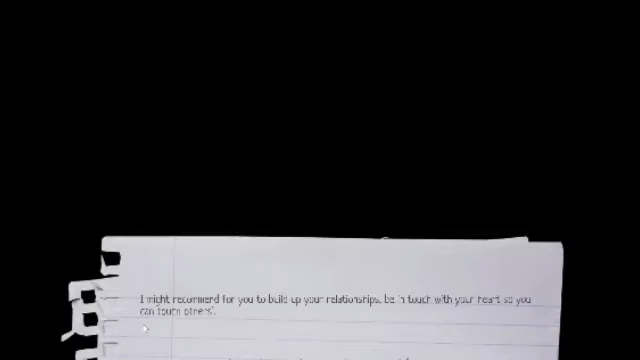 I might recommend for you to build up your relationships, be in touch with your heart so you
can touch others'.